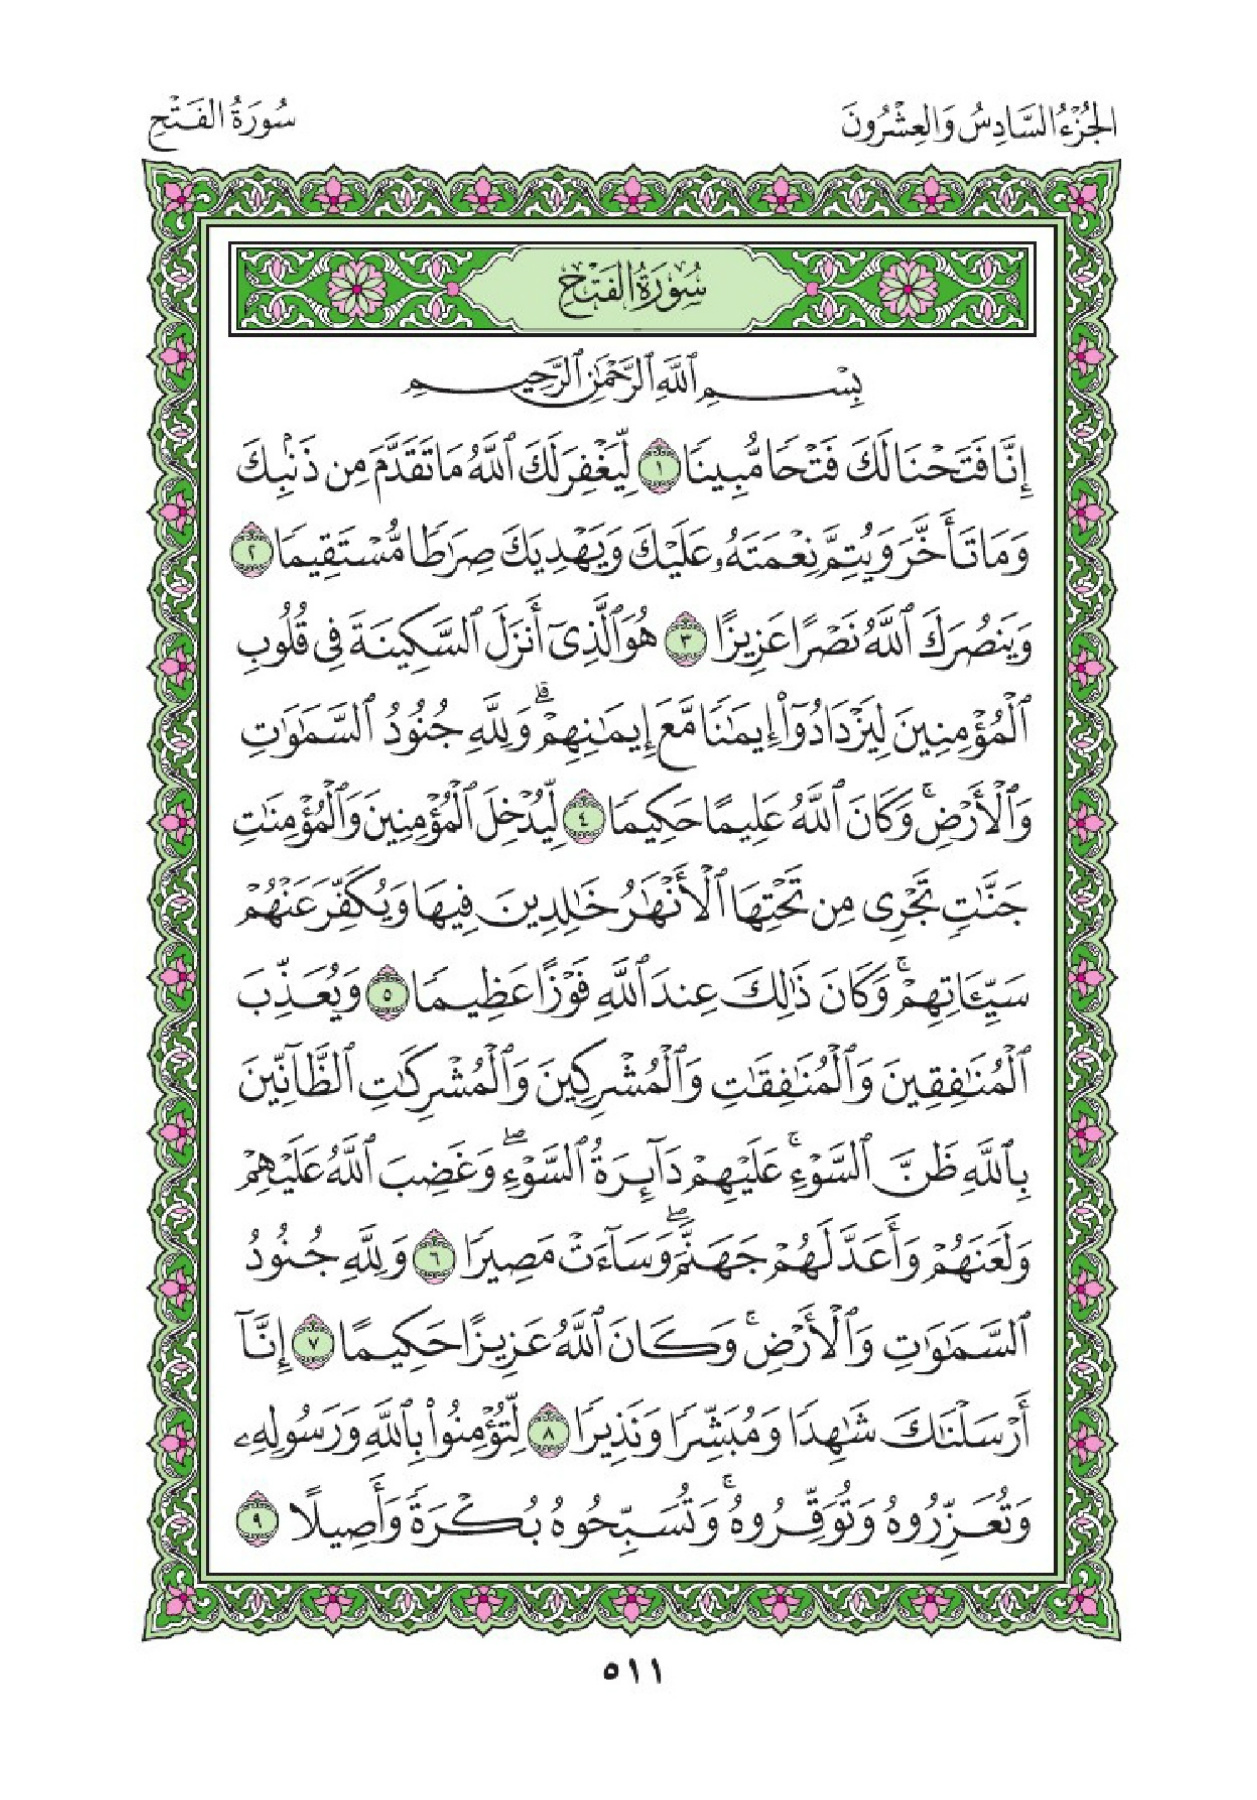 الجُزْءُ السَّادِسُ وَالعِشْرُونَ
سُورَةُ الفَتْحِ
سُورَةُ الفَتْحِ
بِسْمِ ٱللَّهِ ٱلرَّحْمَٰنِ ٱلرَّحِيمِ
إِنَّا فَتَحْنَا لَكَ فَتْحًا مُّبِينًا ١ لِّيَغْفِرَ لَكَ ٱللَّهُ مَا تَقَدَّمَ مِن ذَنۢبِكَ
وَمَا تَأَخَّرَ وَيُتِمَّ نِعْمَتَهُۥ عَلَيْكَ وَيَهْدِيَكَ صِرَٰطًا مُّسْتَقِيمًا ٢
وَيَنصُرَكَ ٱللَّهُ نَصْرًا عَزِيزًا ٣ هُوَ ٱلَّذِىٓ أَنزَلَ ٱلسَّكِينَةَ فِى قُلُوبِ
ٱلْمُؤْمِنِينَ لِيَزْدَادُوٓا۟ إِيمَٰنًا مَّعَ إِيمَٰنِهِمْ ۗ وَلِلَّهِ جُنُودُ ٱلسَّمَٰوَٰتِ
وَٱلْأَرْضِ ۚ وَكَانَ ٱللَّهُ عَلِيمًا حَكِيمًا ٤ لِّيُدْخِلَ ٱلْمُؤْمِنِينَ وَٱلْمُؤْمِنَٰتِ
جَنَّٰتٍ تَجْرِى مِن تَحْتِهَا ٱلْأَنْهَٰرُ خَٰلِدِينَ فِيهَا وَيُكَفِّرَ عَنْهُمْ
سَيِّـَٔاتِهِمْ ۚ وَكَانَ ذَٰلِكَ عِندَ ٱللَّهِ فَوْزًا عَظِيمًا ٥ وَيُعَذِّبَ
ٱلْمُنَٰفِقِينَ وَٱلْمُنَٰفِقَٰتِ وَٱلْمُشْرِكِينَ وَٱلْمُشْرِكَٰتِ ٱلظَّآنِّينَ
بِٱللَّهِ ظَنَّ ٱلسَّوْءِ ۚ عَلَيْهِمْ دَآئِرَةُ ٱلسَّوْءِ ۖ وَغَضِبَ ٱللَّهُ عَلَيْهِمْ
وَلَعَنَهُمْ وَأَعَدَّ لَهُمْ جَهَنَّمَ ۖ وَسَآءَتْ مَصِيرًا ٦ وَلِلَّهِ جُنُودُ
ٱلسَّمَٰوَٰتِ وَٱلْأَرْضِ ۚ وَكَانَ ٱللَّهُ عَزِيزًا حَكِيمًا ٧ إِنَّآ
أَرْسَلْنَٰكَ شَٰهِدًا وَمُبَشِّرًا وَنَذِيرًا ٨ لِّتُؤْمِنُوا۟ بِٱللَّهِ وَرَسُولِهِۦ
وَتُعَزِّرُوهُ وَتُوَقِّرُوهُ ۚ وَتُسَبِّحُوهُ بُكْرَةً وَأَصِيلًا ٩
٥١١